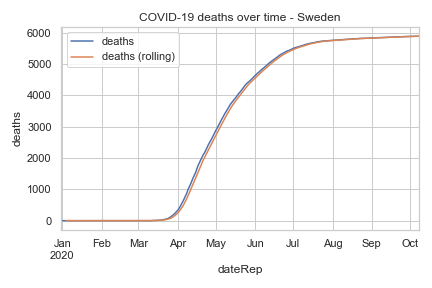 COVID-19 deaths over time - Sweden
deaths
deaths (rolling)
6000
5000
4000
3000
2000
1000
0
deaths
Jan Feb Mar Apr May Jun Jul Aug Sep Oct
2020
dateRep